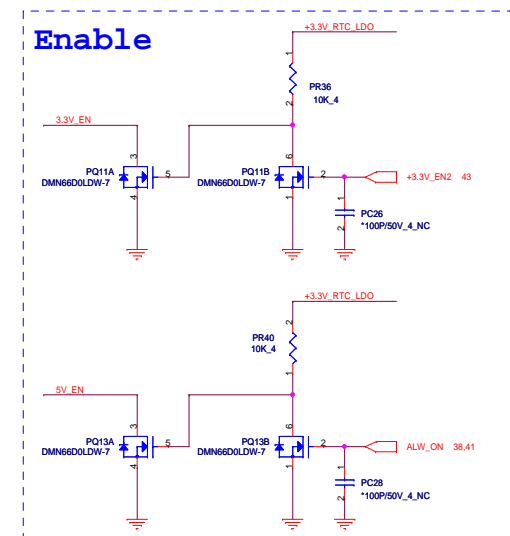 Enable
+3.3V_RTC_LDO
1
PR36
10K_4
2
3.3V_EN
3
6
PQ11A
DMN66D0LDW-7
5
PQ11B
DMN66D0LDW-7
2
+3.3V_EN2 43
4
1
1
PC26
*100P/50V_4_NC
2
+3.3V_RTC_LDO
2
PR40
10K_4
1
5V_EN
3
6
PQ13A
DMN66D0LDW-7
5
PQ13B
DMN66D0LDW-7
2
ALW_ON 38,41
4
1
1
PC28
*100P/50V_4_NC
2